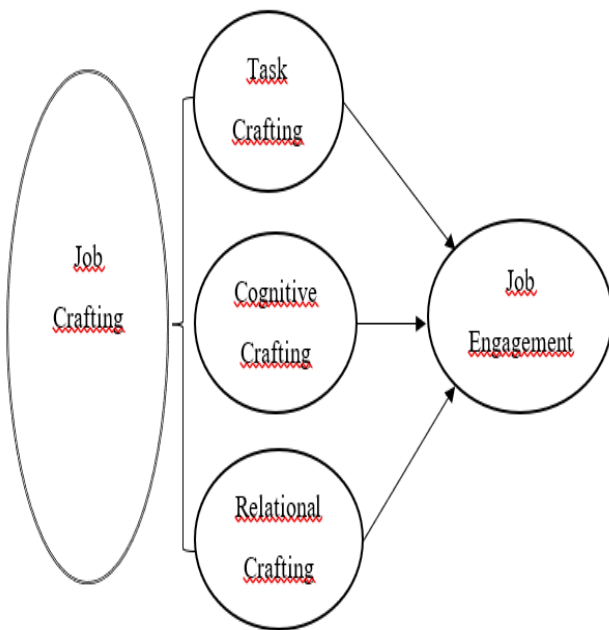 Job
Crafting
Task
Crafting
Cognitive
Crafting
Relational
Crafting
Job
Engagement